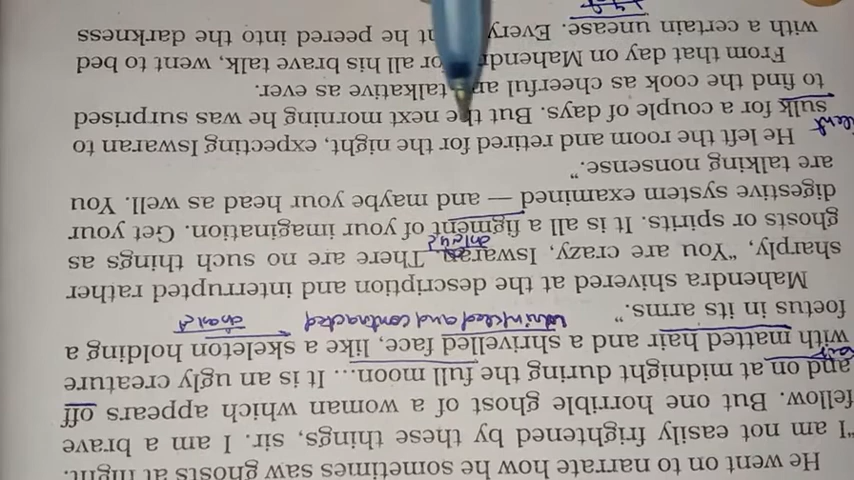 He went on to narrate how he sometimes saw ghosts at night.
"I am not easily frightened by these things, sir. I am a brave
fellow. But one horrible ghost of a woman which appears off
and on at midnight during the full moon... It is an ugly creature
with matted hair and a shrivelled face, like a skeleton holding a
wrinkled and contracted
foetus in its arms."
Mahendra shivered at the description and interrupted rather
sharply, "You are crazy, Iswaran. There are no such things as
ghosts or spirits. It is all a figment of your imagination. Get your
digestive system examined — and maybe your head as well. You
are talking nonsense."
He left the room and retired for the night, expecting Iswaran to
sulk for a couple of days. But the next morning he was surprised
to find the cook as cheerful an talkative as ever.
From that day on Mahendr or all his brave talk, went to bed
with a certain unease. Every ht he peered into the darkness